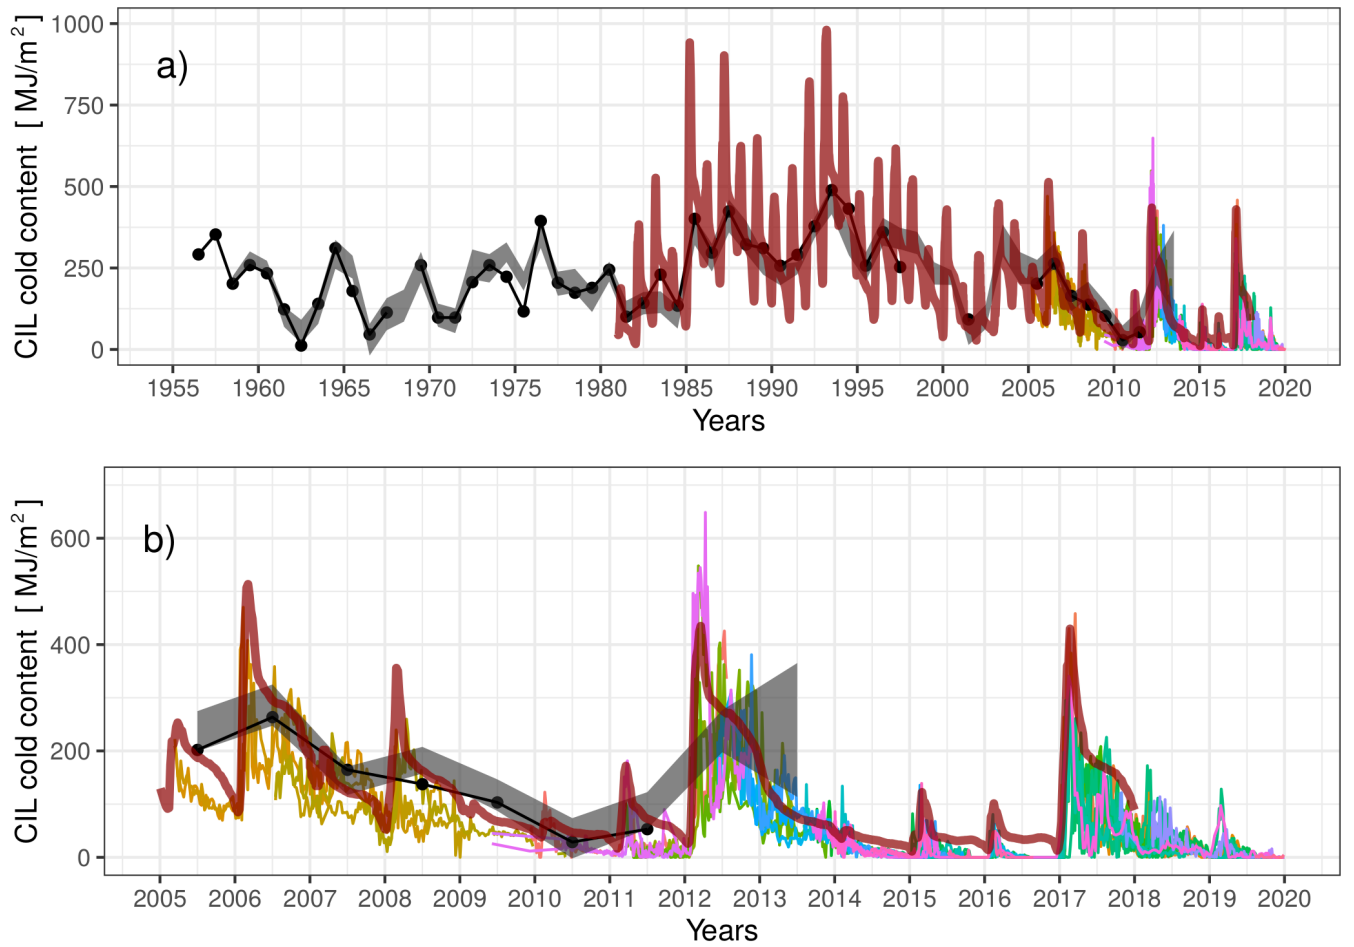 a)
CIL cold content [ MJ/m²]
1000
750
500
250
0
1955 1960 1965 1970 1975 1980 1985 1990 1995 2000 2005 2010 2015 2020
Years
b)
CIL cold content [ MJ/m²]
600
400
200
0
2005 2006 2007 2008 2009 2010 2011 2012 2013 2014 2015 2016 2017 2018 2019 2020
Years